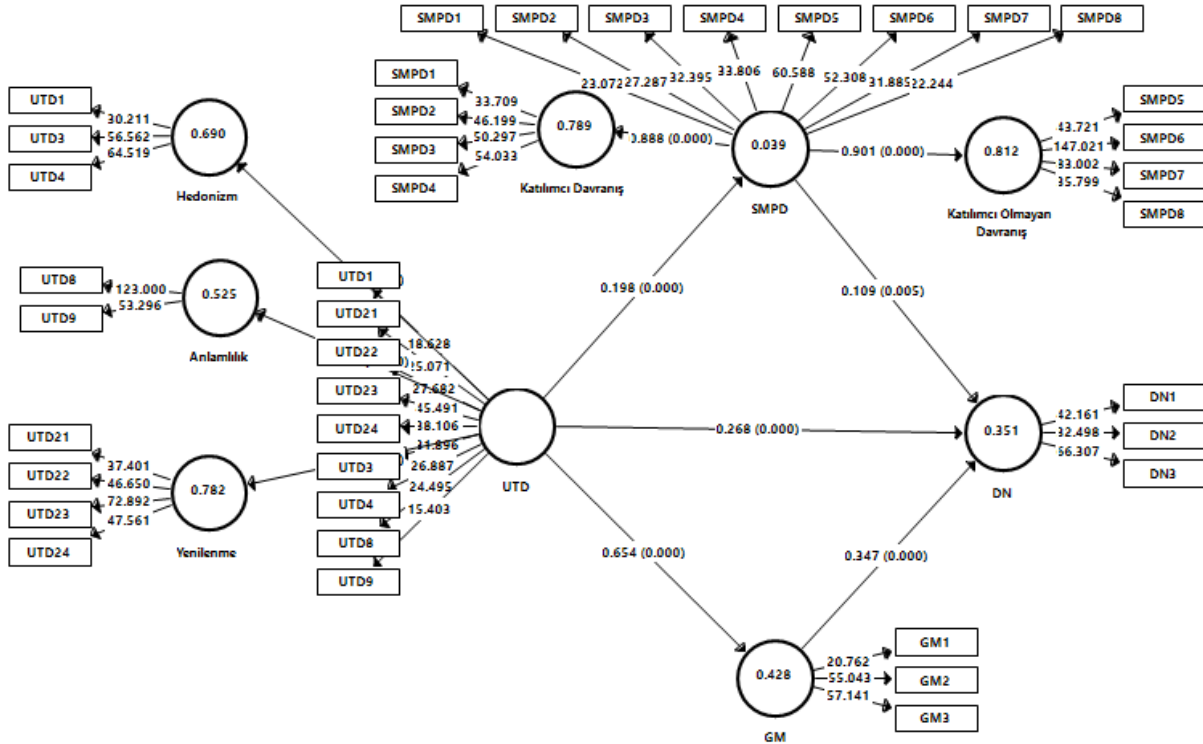 SMPD1
SMPD2
SMPD3
SMPD4
SMPD5
SMPD6
SMPD7
SMPD8
23.072
27.287
32.395
33.806
60.588
52.308
31.885
22.244
SMPD1
SMPD2
SMPD3
SMPD4
33.709
46.199
50.297
54.033
0.789
Katılımcı Davranış
0.888 (0.000)
0.039
SMPD
0.901 (0.000)
0.812
Katılımcı Olmayan
Davranış
43.721
147.021
33.002
35.799
SMPD5
SMPD6
SMPD7
SMPD8
UTD1
UTD3
UTD4
30.211
56.562
64.519
0.690
Hedonizm
UTD8
UTD9
123.000
53.296
0.525
Anlamlılık
UTD21
UTD22
UTD23
UTD24
37.401
46.650
72.892
47.561
0.782
Yenilenme
UTD1
UTD21
UTD22
UTD23
UTD24
UTD3
UTD4
UTD8
UTD9
18.628
25.071
27.682
45.491
38.106
31.896
26.887
24.495
15.403
UTD
0.198 (0.000)
0.109 (0.005)
0.268 (0.000)
0.654 (0.000)
0.347 (0.000)
0.351
DN
42.161
32.498
56.307
DN1
DN2
DN3
0.428
GM
20.762
55.043
57.141
GM1
GM2
GM3